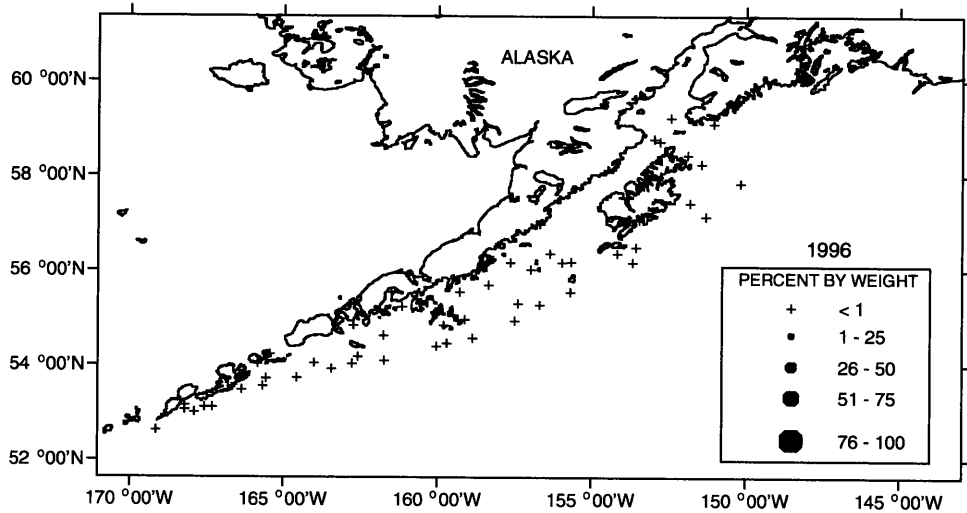 ALASKA
60 °00'N
58 °00'N
56 °00'N
54 °00'N
52 °00'N
1996
PERCENT BY WEIGHT
+ < 1
1 - 25
26 - 50
51 - 75
76 - 100
170 °00'W 165 °00'W 160 °00'W 155 °00'W 150 °00'W 145 °00'W